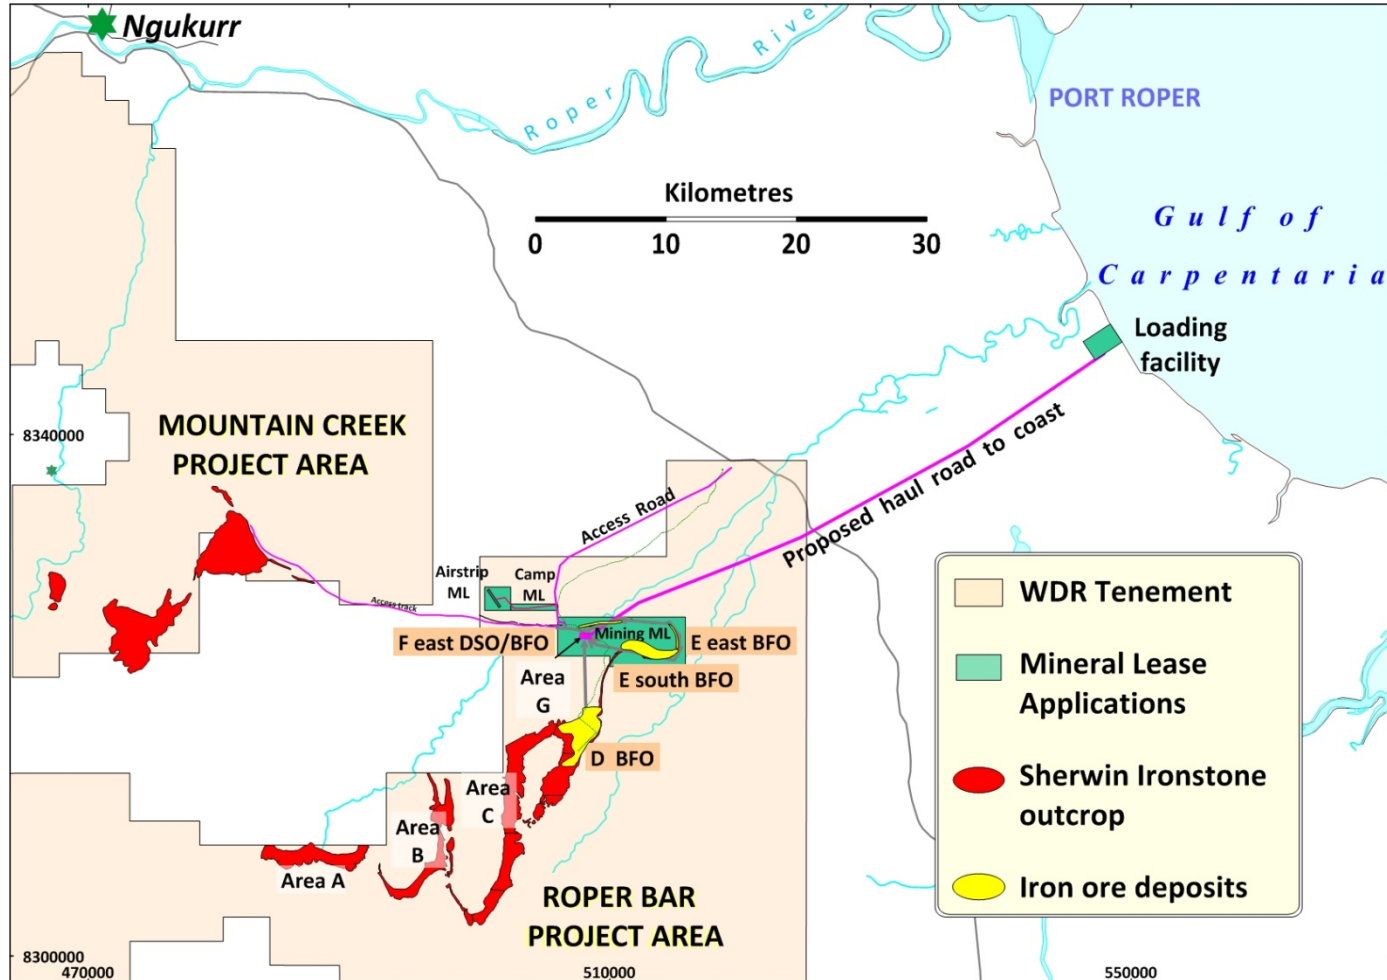 Ngukurr
Roper River
PORT ROPER
Kilometres
0 10 20 30
Gulf of
Carpentaria
Loading
facility
8340000
MOUNTAIN CREEK
PROJECT AREA
Access Road
Proposed haul road to coast
Airstrip
ML
Camp
ML
Access track
Mining ML
F east DSO/BFO
E east BFO
E south BFO
Area
G
D BFO
Area
C
Area
B
Area A
ROPER BAR
PROJECT AREA
WDR Tenement
Mineral Lease
Applications
Sherwin Ironstone
outcrop
Iron ore deposits
8300000
470000
510000
550000